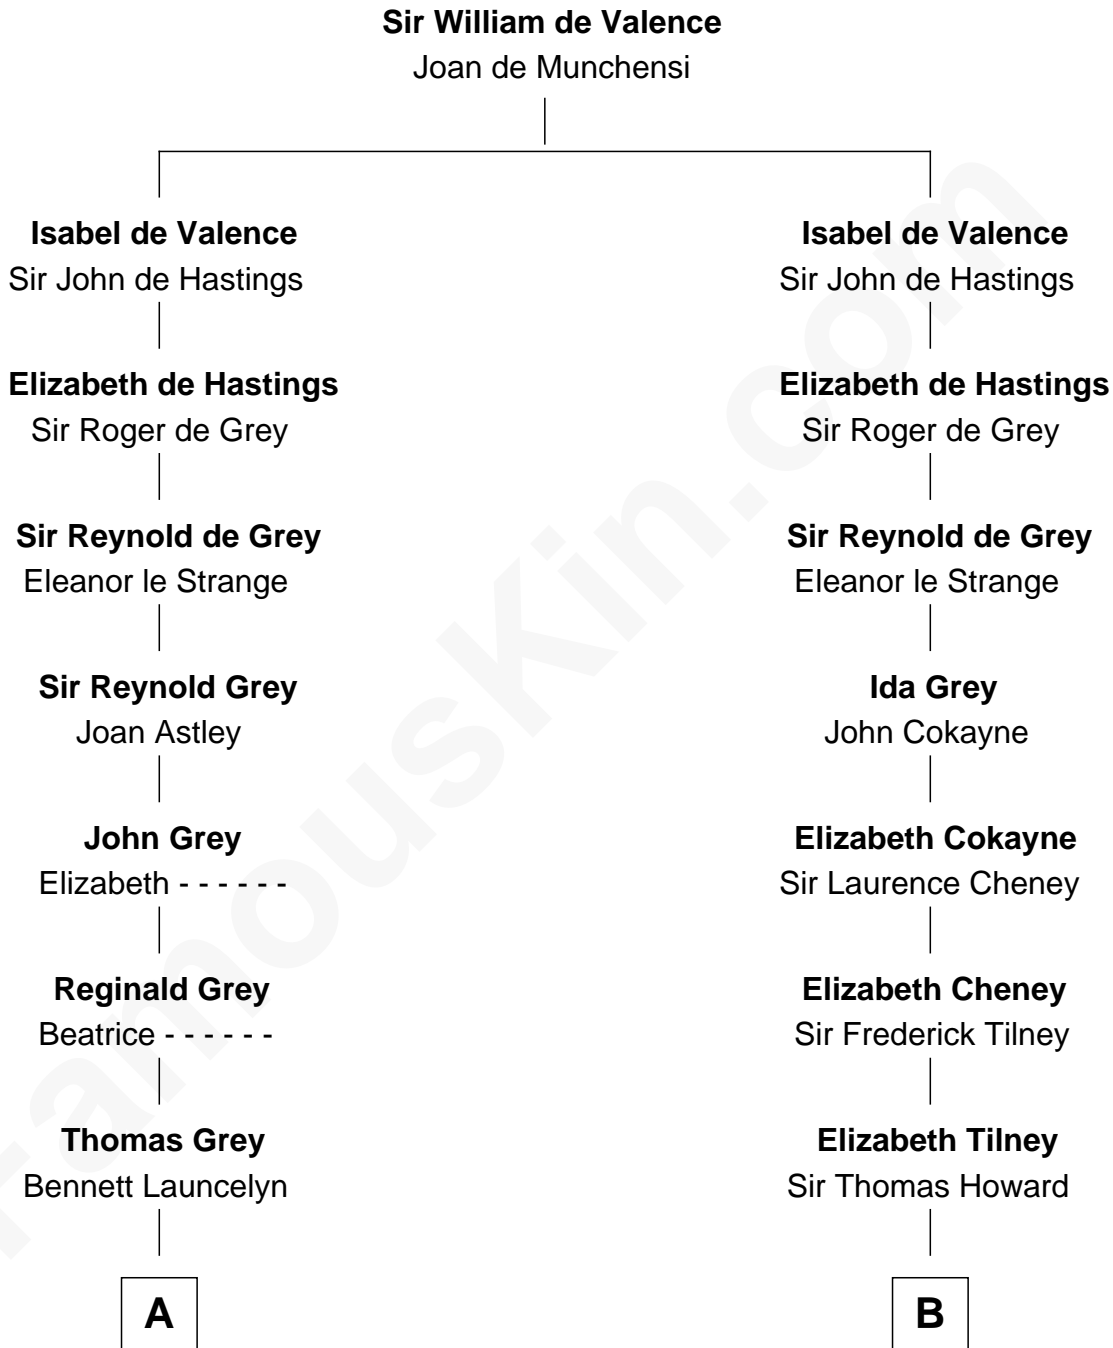 Sir William de Valence
Joan de Munchensi
Isabel de Valence
Sir John de Hastings
Isabel de Valence
Sir John de Hastings
Elizabeth de Hastings
Sir Roger de Grey
Elizabeth de Hastings
Sir Roger de Grey
Sir Reynold de Grey
Eleanor le Strange
Sir Reynold de Grey
Eleanor le Strange
Sir Reynold Grey
Joan Astley
Ida Grey
John Cokayne
John Grey
Elizabeth - - - - - -
Elizabeth Cokayne
Sir Laurence Cheney
Reginald Grey
Beatrice - - - - - -
Elizabeth Cheney
Sir Frederick Tilney
Thomas Grey
Bennett Launcelyn
Elizabeth Tilney
Sir Thomas Howard
A
B
FamousKin.com